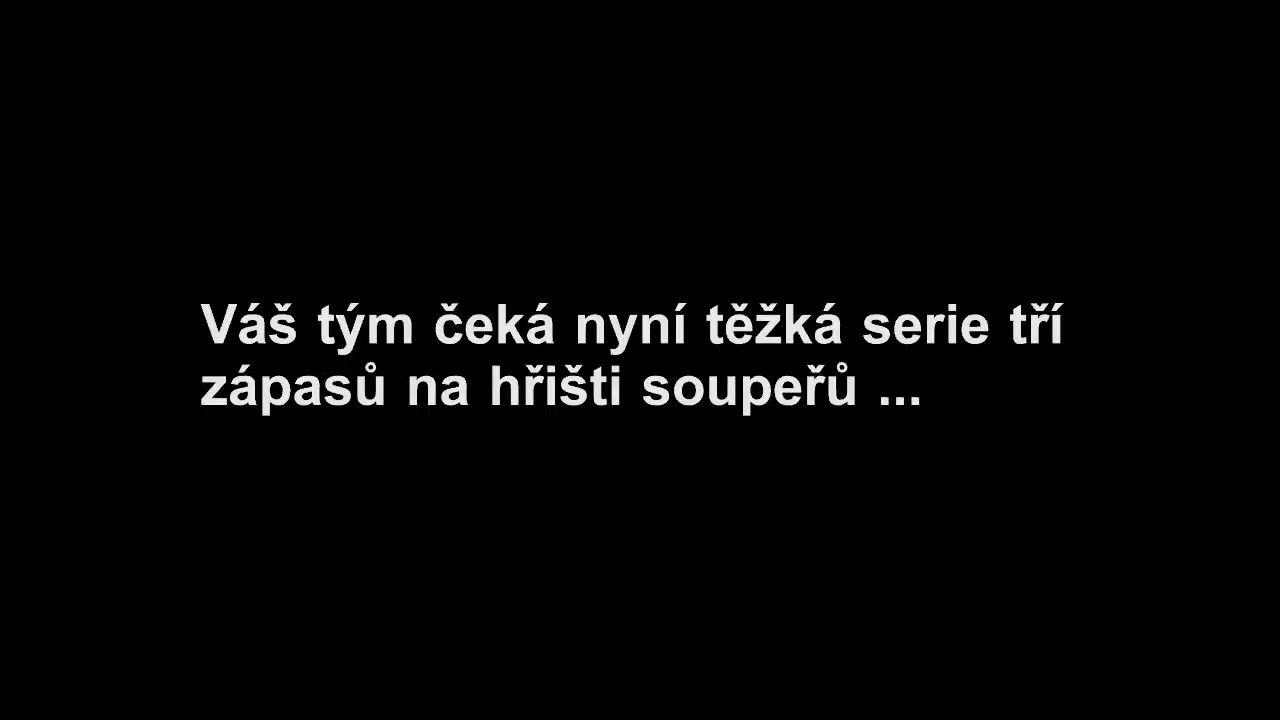 Váš tým čeká nyní těžká serie tří
zápasů na hřišti soupeřů ...